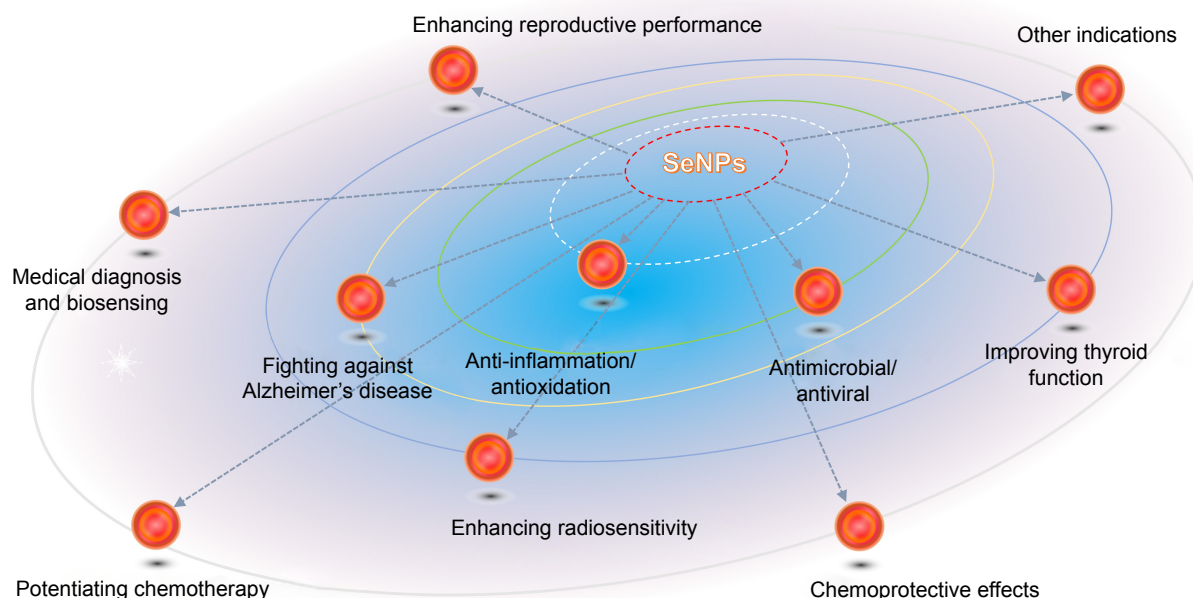 Enhancing reproductive performance
Other indications
SeNPs
Medical diagnosis
and biosensing
Fighting against
Alzheimer’s disease
Anti-inflammation/
antioxidation
Antimicrobial/
antiviral
Improving thyroid
function
Enhancing radiosensitivity
Potentiating chemotherapy
Chemoprotective effects